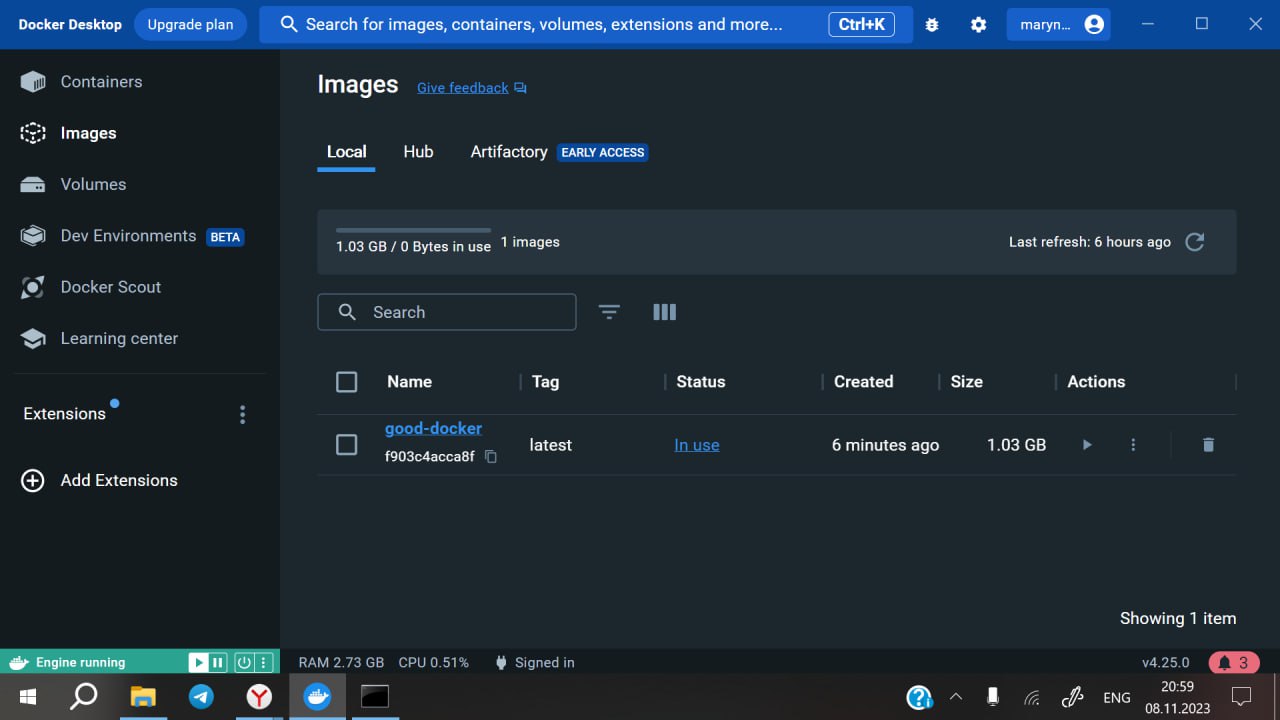 Docker Desktop Upgrade plan Search for images, containers, volumes, extensions and more... Ctrl+K maryn...
Containers
Images
Volumes
Dev Environments BETA
Docker Scout
Learning center
Extensions
Add Extensions
Images Give feedback
Local Hub Artifactory EARLY ACCESS
1.03 GB / 0 Bytes in use 1 images Last refresh: 6 hours ago
Search
Name Tag Status Created Size Actions
good-docker
f903c4acca8f latest In use 6 minutes ago 1.03 GB
Showing 1 item
Engine running RAM 2.73 GB CPU 0.51% Signed in v4.25.0 3
ENG 20:59
08.11.2023